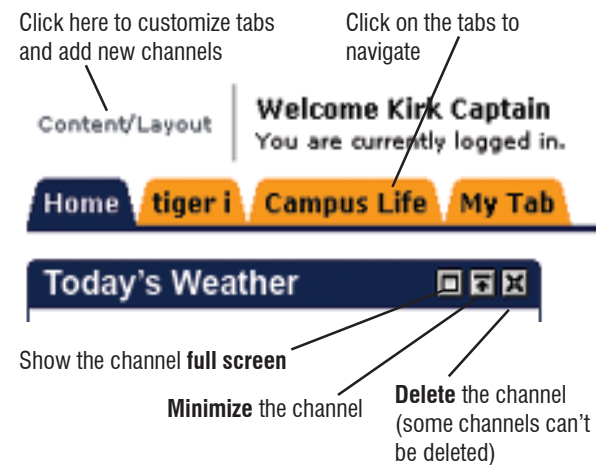 Click here to customize tabs
and add new channels
Click on the tabs to
navigate
Content/Layout
Welcome Kirk Captain
You are currently logged in.
Home tiger i Campus Life My Tab
Today's Weather
Show the channel full screen
Minimize the channel
Delete the channel
(some channels can't
be deleted)